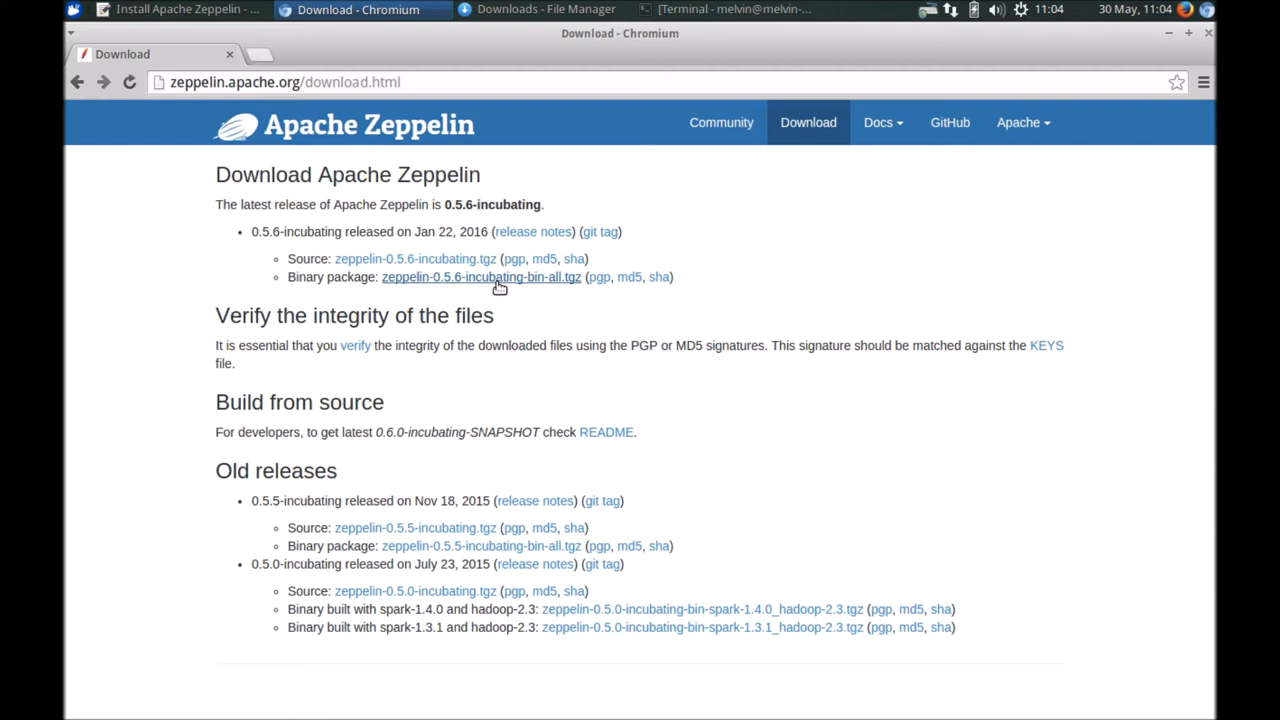 Install Apache Zeppelin - ...
Download - Chromium
Downloads - File Manager
[Terminal - melvin@melvin-...
11:04
30 May, 11:04
Download - Chromium
Download
zeppelin.apache.org/download.html
Apache Zeppelin
Community
Download
Docs
GitHub
Apache
Download Apache Zeppelin
The latest release of Apache Zeppelin is 0.5.6-incubating.
0.5.6-incubating released on Jan 22, 2016 (release notes) (git tag)
Source: zeppelin-0.5.6-incubating.tgz (pgp, md5, sha)
Binary package: zeppelin-0.5.6-incubating-bin-all.tgz (pgp, md5, sha)
Verify the integrity of the files
It is essential that you verify the integrity of the downloaded files using the PGP or MD5 signatures. This signature should be matched against the KEYS
file.
Build from source
For developers, to get latest 0.6.0-incubating-SNAPSHOT check README.
Old releases
0.5.5-incubating released on Nov 18, 2015 (release notes) (git tag)
Source: zeppelin-0.5.5-incubating.tgz (pgp, md5, sha)
Binary package: zeppelin-0.5.5-incubating-bin-all.tgz (pgp, md5, sha)
0.5.0-incubating released on July 23, 2015 (release notes) (git tag)
Source: zeppelin-0.5.0-incubating.tgz (pgp, md5, sha)
Binary built with spark-1.4.0 and hadoop-2.3: zeppelin-0.5.0-incubating-bin-spark-1.4.0_hadoop-2.3.tgz (pgp, md5, sha)
Binary built with spark-1.3.1 and hadoop-2.3: zeppelin-0.5.0-incubating-bin-spark-1.3.1_hadoop-2.3.tgz (pgp, md5, sha)